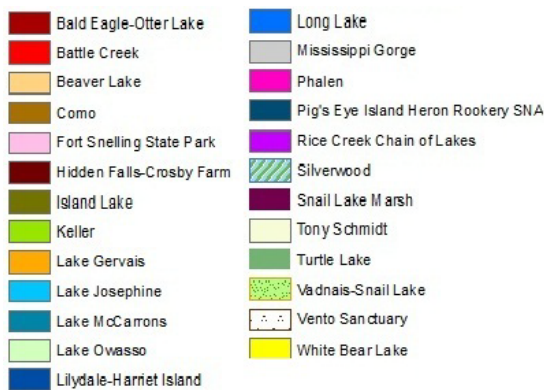 Bald Eagle-Otter Lake
Battle Creek
Beaver Lake
Como
Fort Snelling State Park
Hidden Falls-Crosby Farm
Island Lake
Keller
Lake Gervais
Lake Josephine
Lake McCarrons
Lake Owasso
Lilydale-Harriet Island
Long Lake
Mississippi Gorge
Phalen
Pig's Eye Island Heron Rookery SNA
Rice Creek Chain of Lakes
Silverwood
Snail Lake Marsh
Tony Schmidt
Turtle Lake
Vadnais-Snail Lake
Vento Sanctuary
White Bear Lake